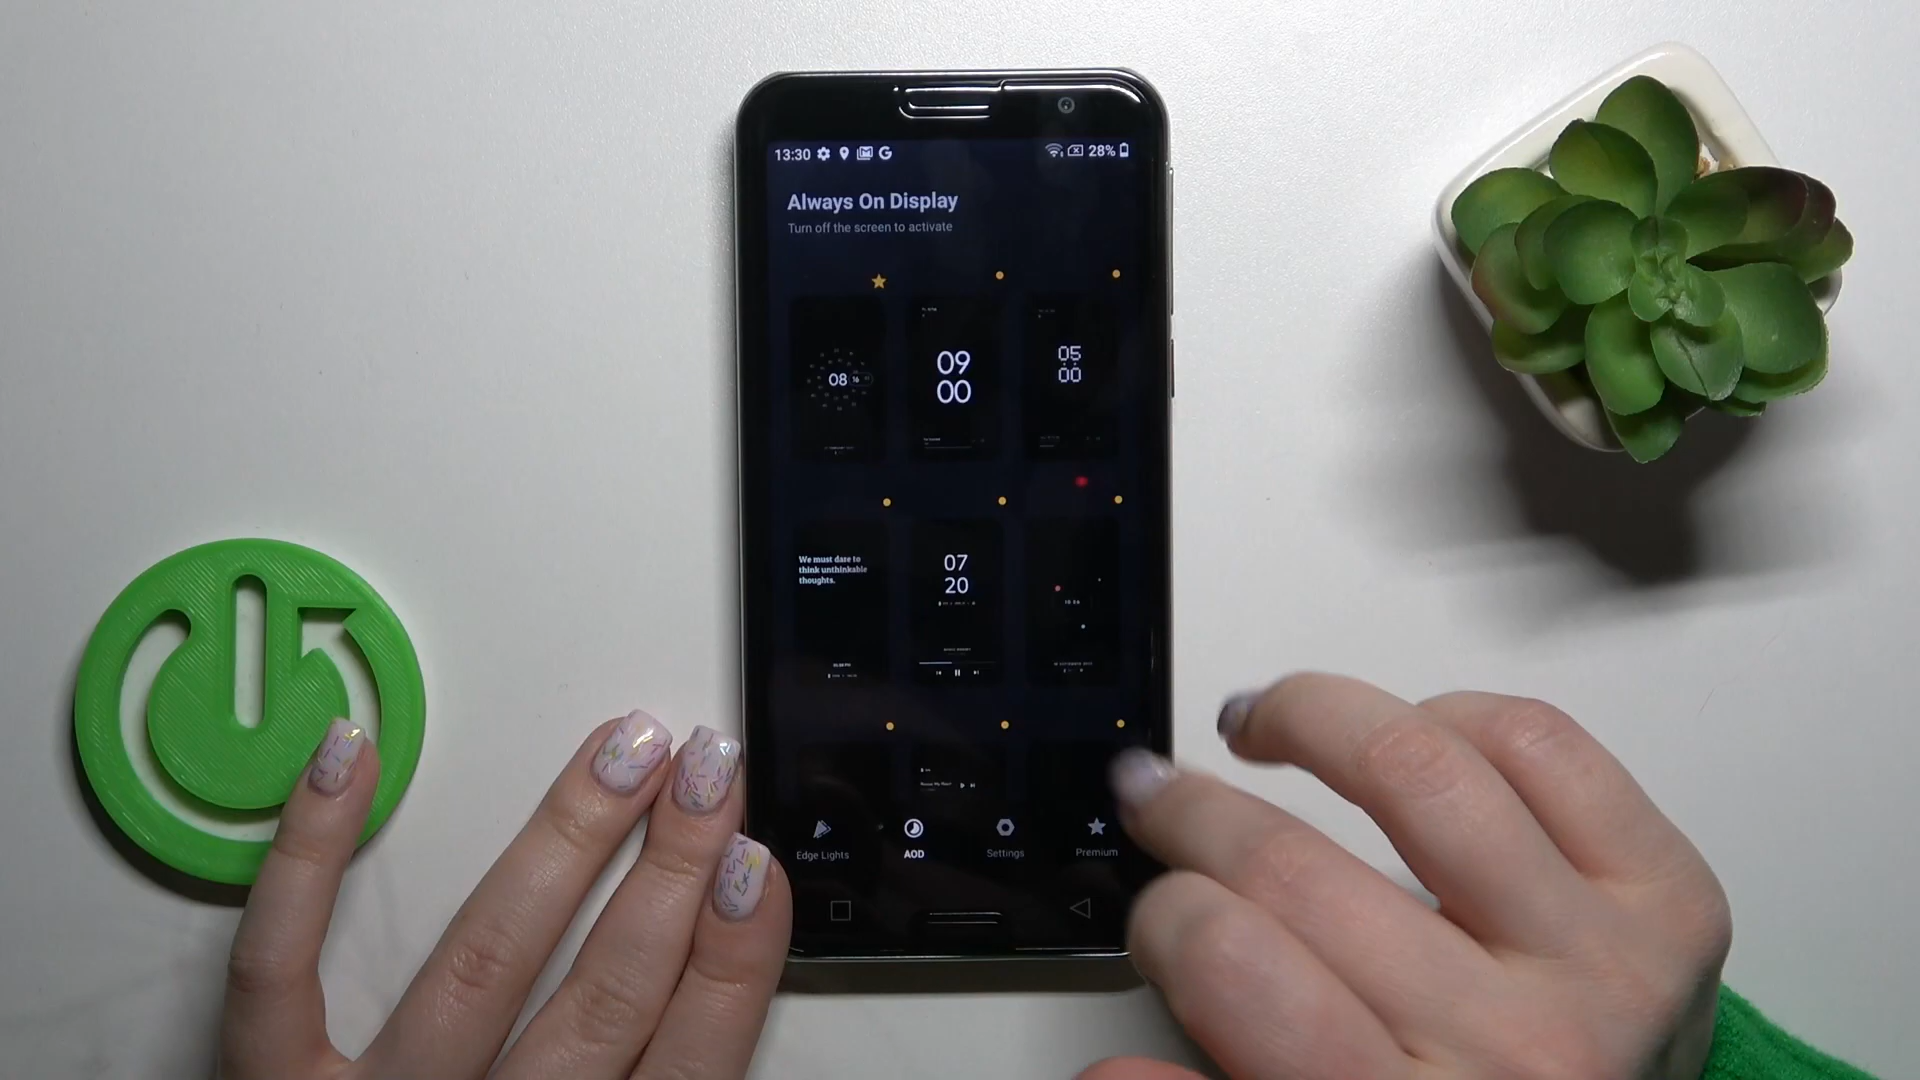 13:30
28%
Always On Display
Turn off the screen to activate
08 16
09
00
05
00
We must dare to
think unthinkable
thoughts.
07
20
Edge Lights
AOD
Settings
Premium